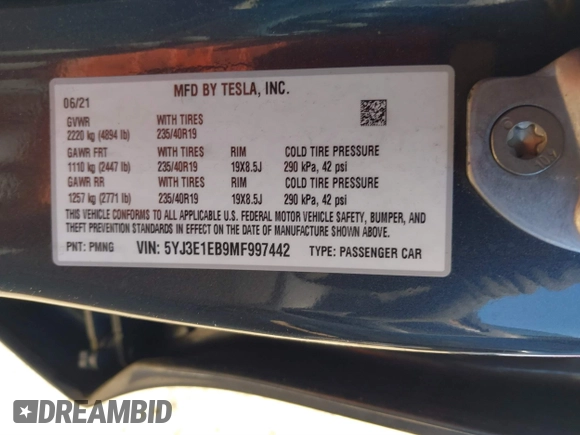 MFD BY TESLA, INC.
06/21
GVWR WITH TIRES
2220 kg (4894 lb) 235/40R19
GAWR FRT WITH TIRES RIM COLD TIRE PRESSURE
1110 kg (2447 lb) 235/40R19 19X8.5J 290 kPa, 42 psi
GAWR RR WITH TIRES RIM COLD TIRE PRESSURE
1257 kg (2771 lb) 235/40R19 19X8.5J 290 kPa, 42 psi
THIS VEHICLE CONFORMS TO ALL APPLICABLE U.S. FEDERAL MOTOR VEHICLE SAFETY, BUMPER, AND
THEFT PREVENTION STANDARDS IN EFFECT ON THE DATE OF MANUFACTURE SHOWN ABOVE.
PNT: PMNG VIN: 5YJ3E1EB9MF997442 TYPE: PASSENGER CAR
DREAMBID